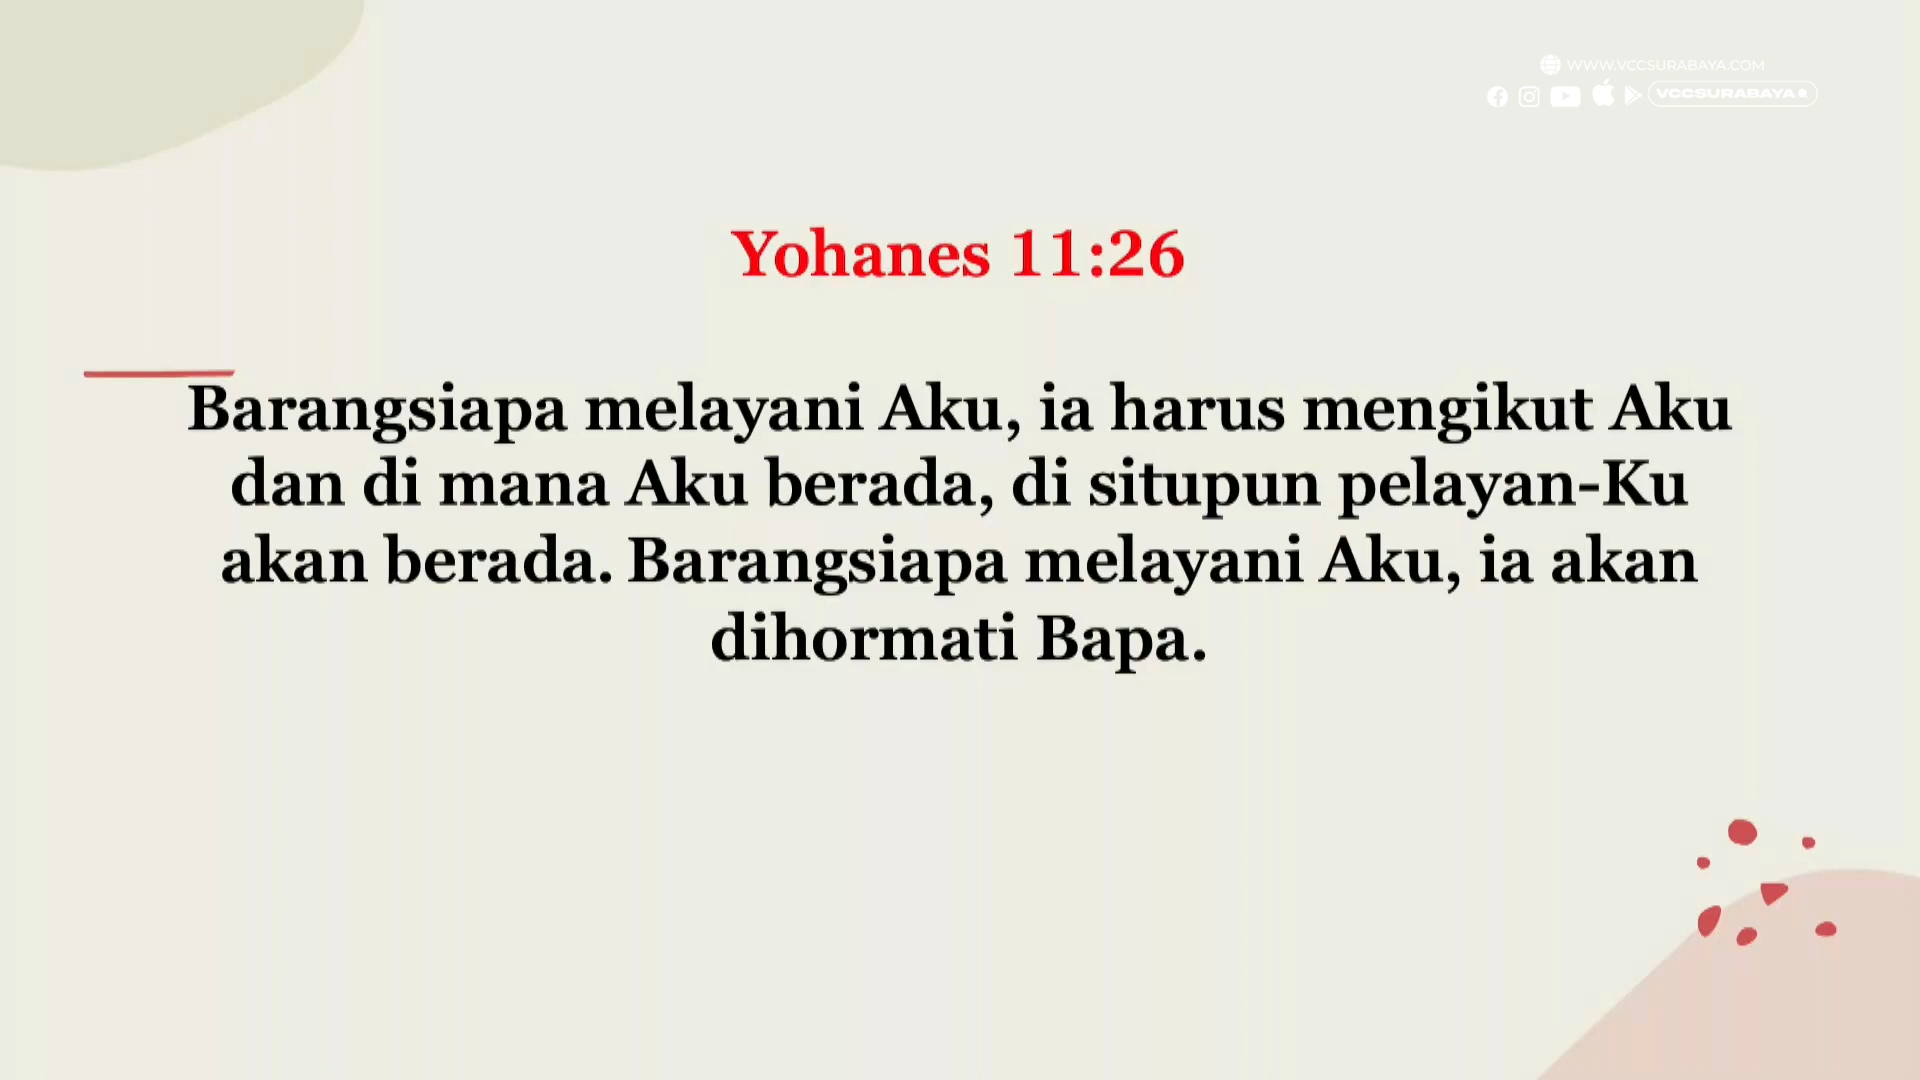 WWW.VCCSURABAYA.COM
VCCSURABAYA
Yohanes 11:26
Barangsiapa melayani Aku, ia harus mengikut Aku
dan di mana Aku berada, di situpun pelayan-Ku
akan berada. Barangsiapa melayani Aku, ia akan
dihormati Bapa.